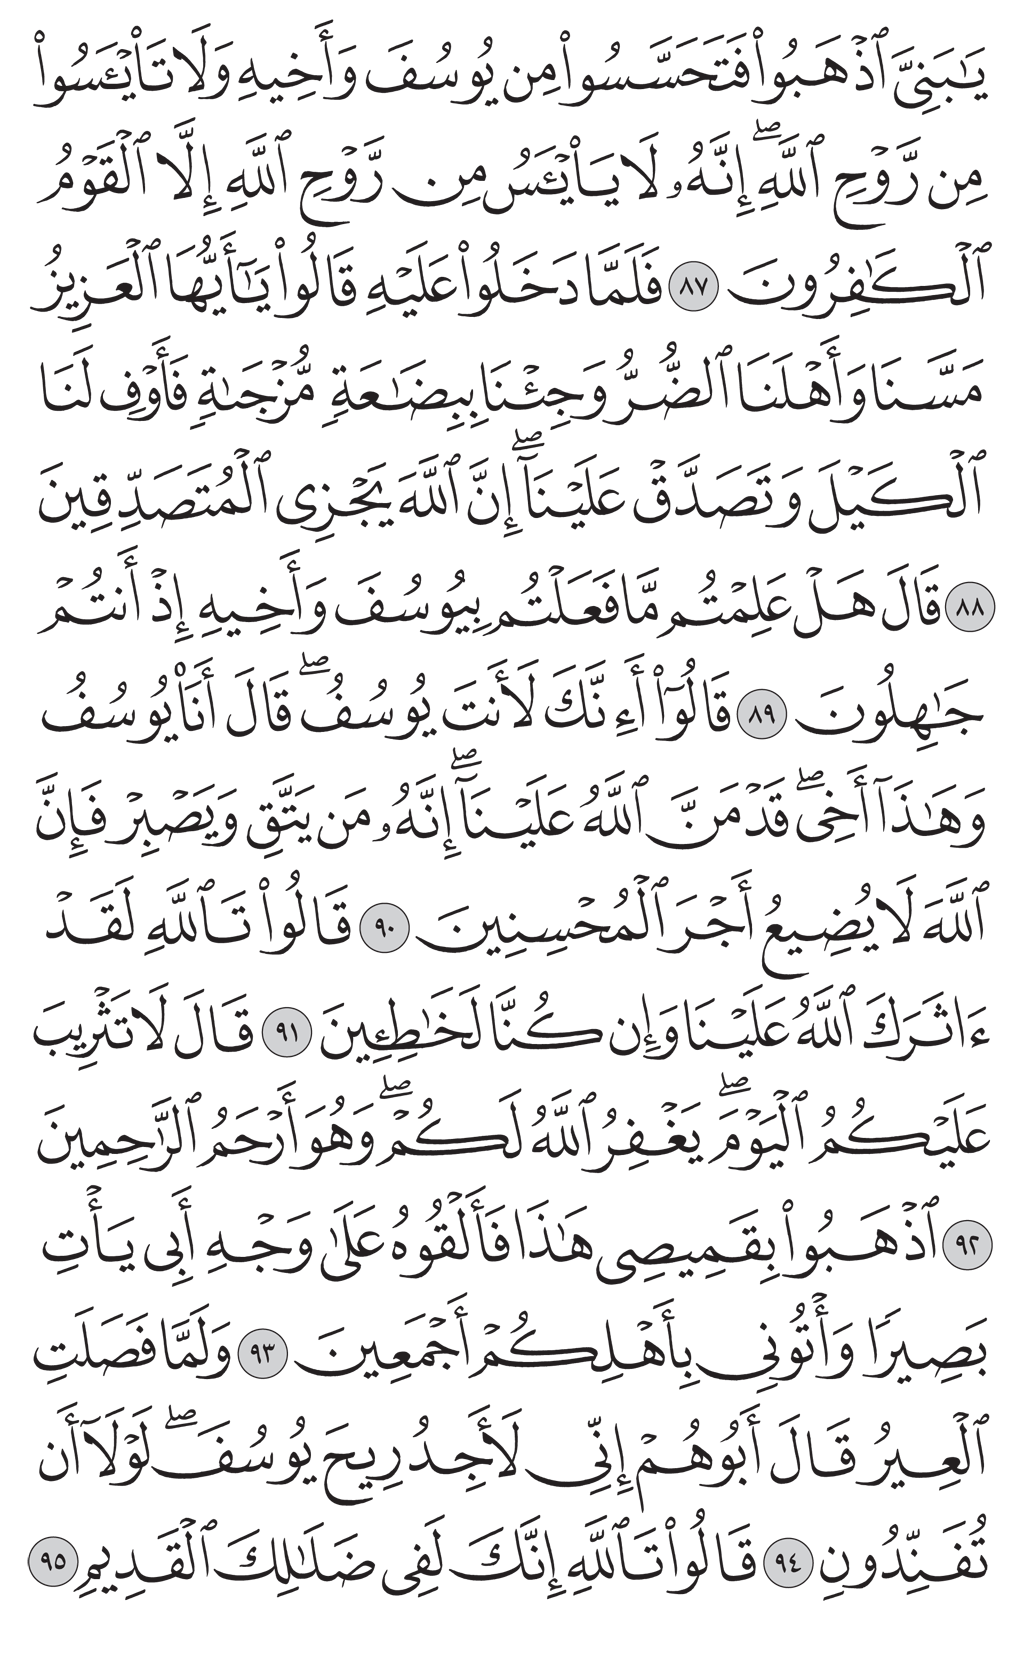 يَٰبَنِىَّ ٱذْهَبُوا۟ فَتَحَسَّسُوا۟ مِن يُوسُفَ وَأَخِيهِ وَلَا تَا۟يْـَٔسُوا۟
مِن رَّوْحِ ٱللَّهِ ۖ إِنَّهُۥ لَا يَا۟يْـَٔسُ مِن رَّوْحِ ٱللَّهِ إِلَّا ٱلْقَوْمُ
ٱلْكَٰفِرُونَ ٨٧ فَلَمَّا دَخَلُوا۟ عَلَيْهِ قَالُوا۟ يَٰٓأَيُّهَا ٱلْعَزِيزُ
مَسَّنَا وَأَهْلَنَا ٱلضُّرُّ وَجِئْنَا بِبِضَٰعَةٍ مُّزْجَىٰةٍ فَأَوْفِ لَنَا
ٱلْكَيْلَ وَتَصَدَّقْ عَلَيْنَآ ۖ إِنَّ ٱللَّهَ يَجْزِى ٱلْمُتَصَدِّقِينَ
٨٨ قَالَ هَلْ عَلِمْتُم مَّا فَعَلْتُم بِيُوسُفَ وَأَخِيهِ إِذْ أَنتُمْ
جَٰهِلُونَ ٨٩ قَالُوٓا۟ أَءِنَّكَ لَأَنتَ يُوسُفُ ۖ قَالَ أَنَا۠ يُوسُفُ
وَهَٰذَآ أَخِى ۖ قَدْ مَنَّ ٱللَّهُ عَلَيْنَآ ۖ إِنَّهُۥ مَن يَتَّقِ وَيَصْبِرْ فَإِنَّ
ٱللَّهَ لَا يُضِيعُ أَجْرَ ٱلْمُحْسِنِينَ ٩٠ قَالُوا۟ تَٱللَّهِ لَقَدْ
ءَاثَرَكَ ٱللَّهُ عَلَيْنَا وَإِن كُنَّا لَخَٰطِـِٔينَ ٩١ قَالَ لَا تَثْرِيبَ
عَلَيْكُمُ ٱلْيَوْمَ ۖ يَغْفِرُ ٱللَّهُ لَكُمْ ۖ وَهُوَ أَرْحَمُ ٱلرَّٰحِمِينَ
٩٢ ٱذْهَبُوا۟ بِقَمِيصِى هَٰذَا فَأَلْقُوهُ عَلَىٰ وَجْهِ أَبِى يَأْتِ
بَصِيرًا وَأْتُونِى بِأَهْلِكُمْ أَجْمَعِينَ ٩٣ وَلَمَّا فَصَلَتِ
ٱلْعِيرُ قَالَ أَبُوهُمْ إِنِّى لَأَجِدُ رِيحَ يُوسُفَ ۖ لَوْلَآ أَن
تُفَنِّدُونِ ٩٤ قَالُوا۟ تَٱللَّهِ إِنَّكَ لَفِى ضَلَٰلِكَ ٱلْقَدِيمِ ٩٥